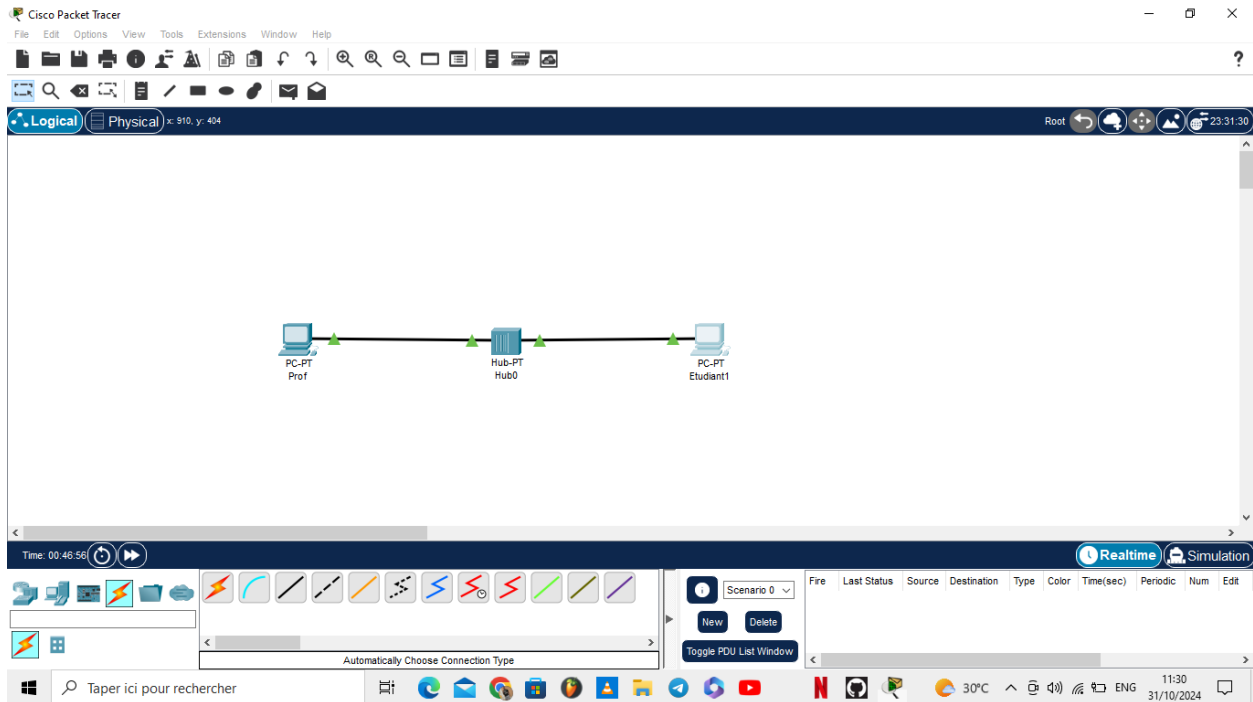 Cisco Packet Tracer
File Edit Options View Tools Extensions Window Help
?
Logical Physical x: 910, y: 404 Root 23:31:30
PC-PT
Prof
Hub-PT
Hub0
PC-PT
Etudiant1
Time: 00:46:56 Realtime Simulation
Scenario 0
New Delete
Toggle PDU List Window
Fire Last Status Source Destination Type Color Time(sec) Periodic Num Edit
Automatically Choose Connection Type
Taper ici pour rechercher
30°C ENG
11:30
31/10/2024